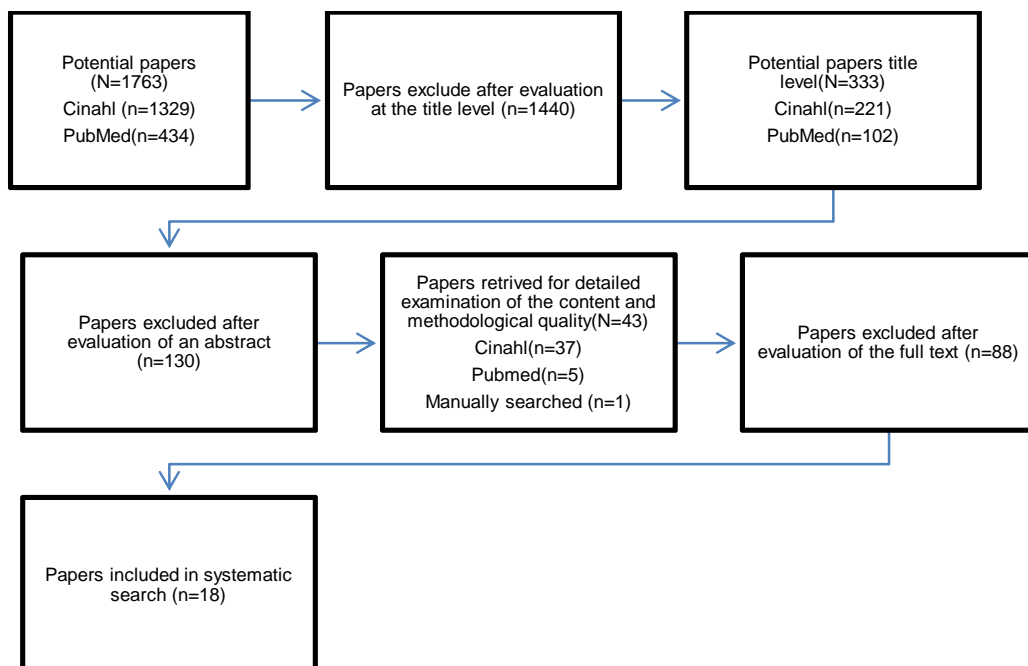 Potential papers
(N=1763)
Cinahl (n=1329)
PubMed(n=434)
Papers exclude after evaluation
at the title level (n=1440)
Potential papers title
level(N=333)
Cinahl(n=221)
PubMed(n=102)
Papers excluded after
evaluation of an abstract
(n=130)
Papers retrived for detailed
examination of the content and
methodological quality(N=43)
Cinahl(n=37)
Pubmed(n=5)
Manually searched (n=1)
Papers excluded after
evaluation of the full text (n=88)
Papers included in systematic
search (n=18)